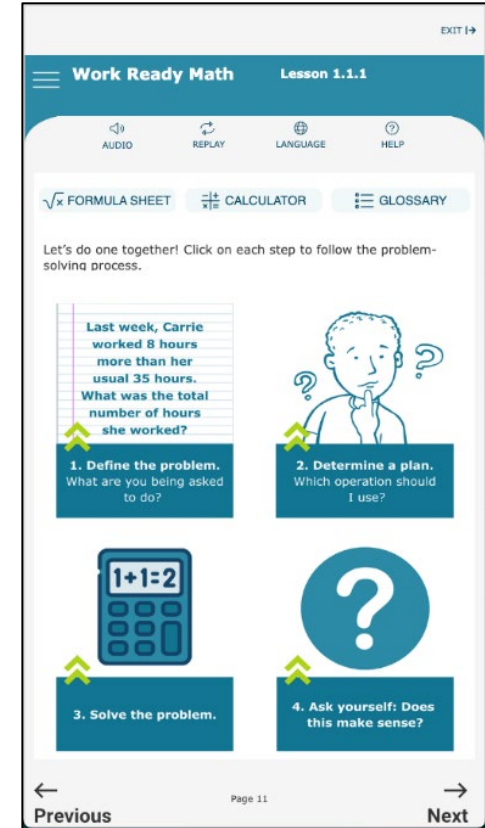 EXIT
Work Ready Math Lesson 1.1.1
AUDIO REPLAY LANGUAGE HELP
√x FORMULA SHEET CALCULATOR GLOSSARY
Let's do one together! Click on each step to follow the problem-
solving process.
Last week, Carrie
worked 8 hours
more than her
usual 35 hours.
What was the total
number of hours
she worked?
1. Define the problem.
What are you being asked
to do?
2. Determine a plan.
Which operation should
I use?
1+1=2
3. Solve the problem.
?
4. Ask yourself: Does
this make sense?
← →
Previous Page 11 Next